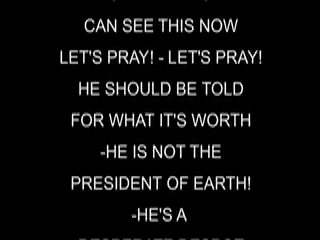 CAN SEE THIS NOW
LET'S PRAY! - LET'S PRAY!
HE SHOULD BE TOLD
FOR WHAT IT'S WORTH
-HE IS NOT THE
PRESIDENT OF EARTH!
-HE'S A